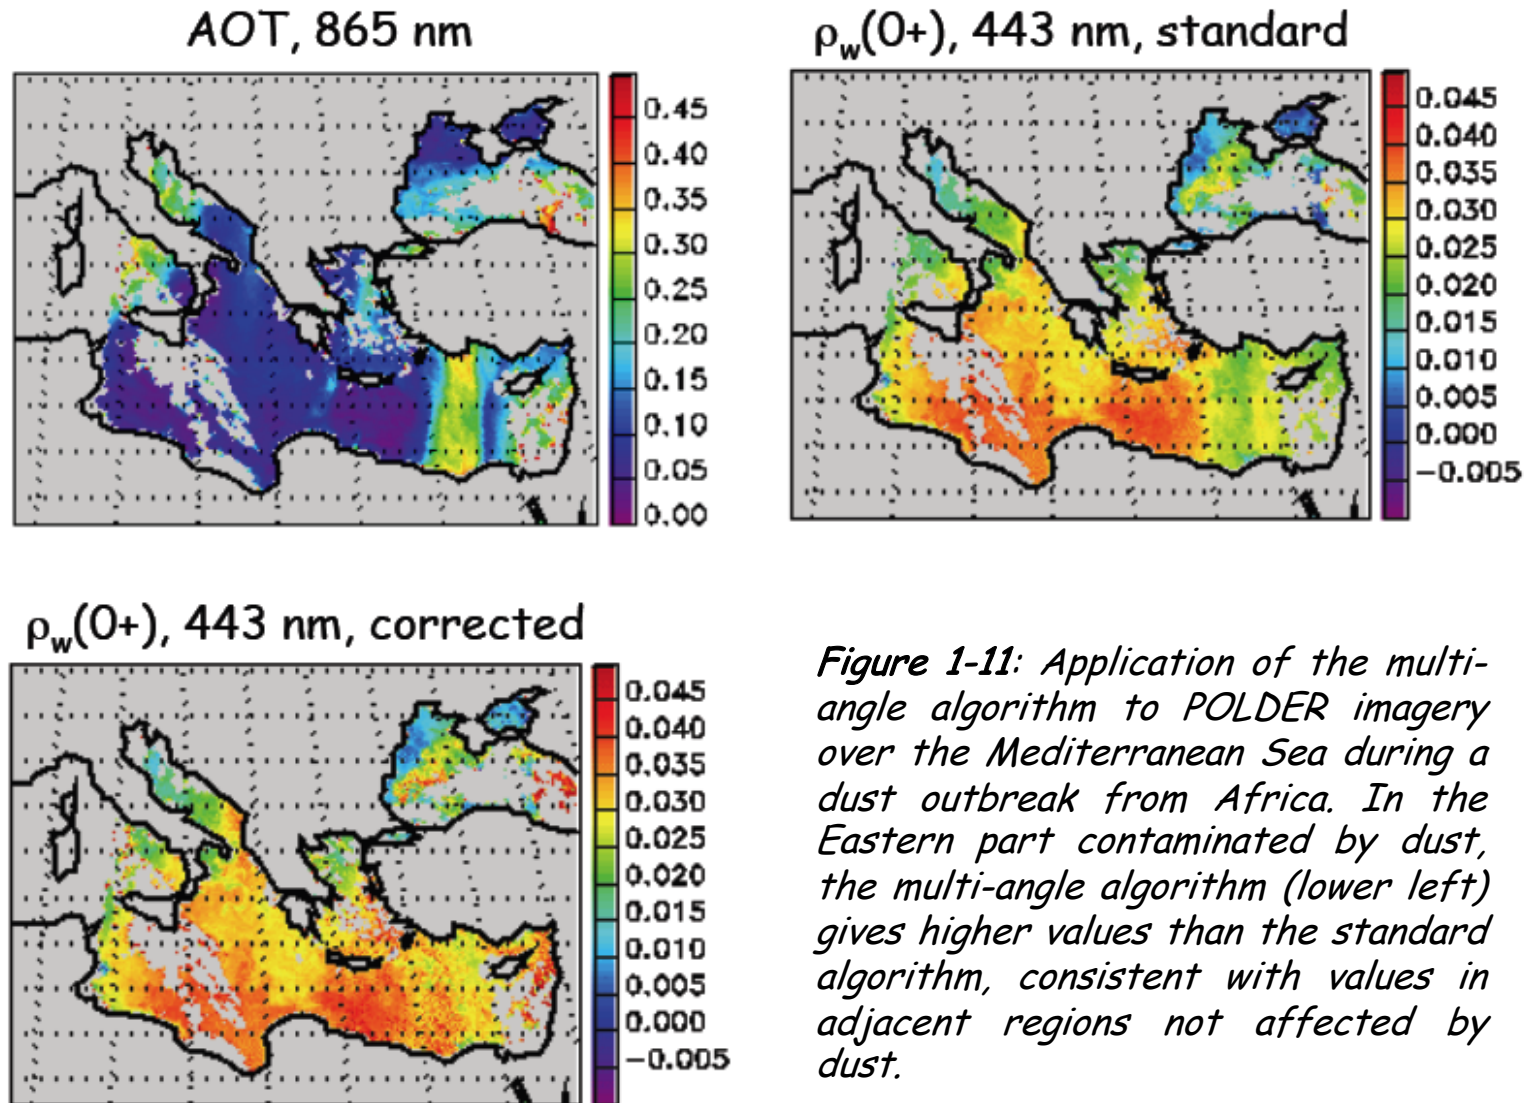 AOT, 865 nm
0.45
0.40
0.35
0.30
0.25
0.20
0.15
0.10
0.05
0.00
ρw(0+), 443 nm, standard
0.045
0.040
0.035
0.030
0.025
0.020
0.015
0.010
0.005
0.000
−0.005
ρw(0+), 443 nm, corrected
0.045
0.040
0.035
0.030
0.025
0.020
0.015
0.010
0.005
0.000
−0.005
Figure 1-11: Application of the multi-
angle algorithm to POLDER imagery
over the Mediterranean Sea during a
dust outbreak from Africa. In the
Eastern part contaminated by dust,
the multi-angle algorithm (lower left)
gives higher values than the standard
algorithm, consistent with values in
adjacent regions not affected by
dust.